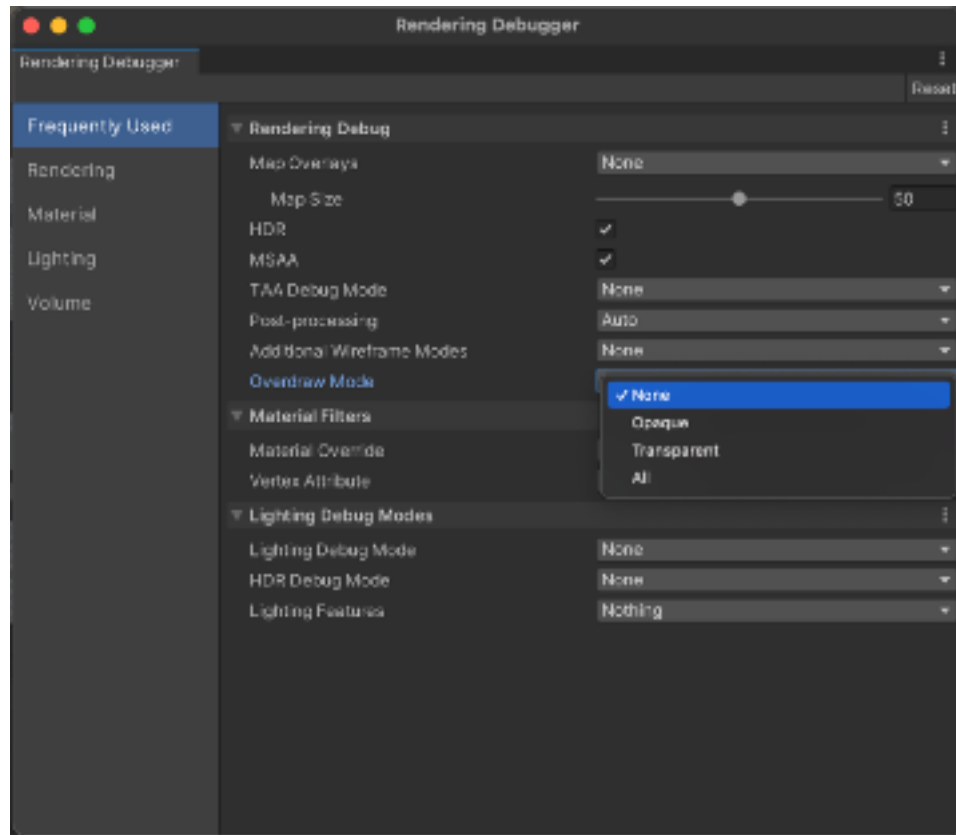 Rendering Debugger
Rendering Debugger
Reset
Frequently Used
Rendering
Material
Lighting
Volume
Rendering Debug
Map Overlays None
Map Size 50
HDR
MSAA
TAA Debug Mode None
Post-processing Auto
Additional Wireframe Modes None
Overdraw Mode
None
Opaque
Transparent
All
Material Filters
Material Override
Vertex Attribute
Lighting Debug Modes
Lighting Debug Mode None
HDR Debug Mode None
Lighting Features Nothing